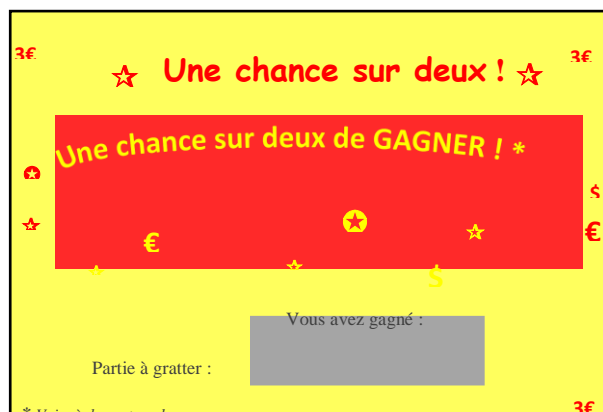 3€ 3€
Une chance sur deux !
Une chance sur deux de GAGNER ! *
$
€ €
$
Vous avez gagné :
Partie à gratter :
*
3€